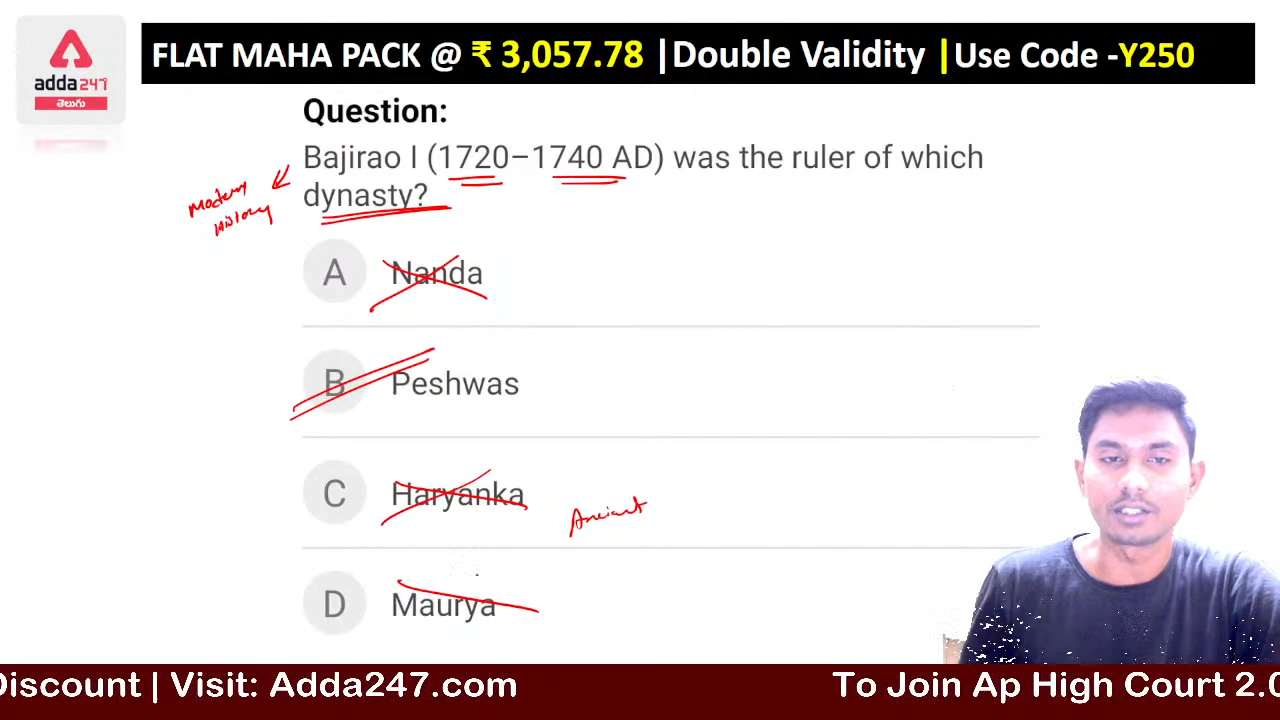 adda247
తెలుగు
FLAT MAHA PACK @ ₹ 3,057.78 |Double Validity |Use Code -Y250
Question:
Bajirao I (1720–1740 AD) was the ruler of which
dynasty?
Modern
History
A Nanda
B Peshwas
C Haryanka
Ancient
D Maurya
Discount | Visit: Adda247.com To Join Ap High Court 2.0